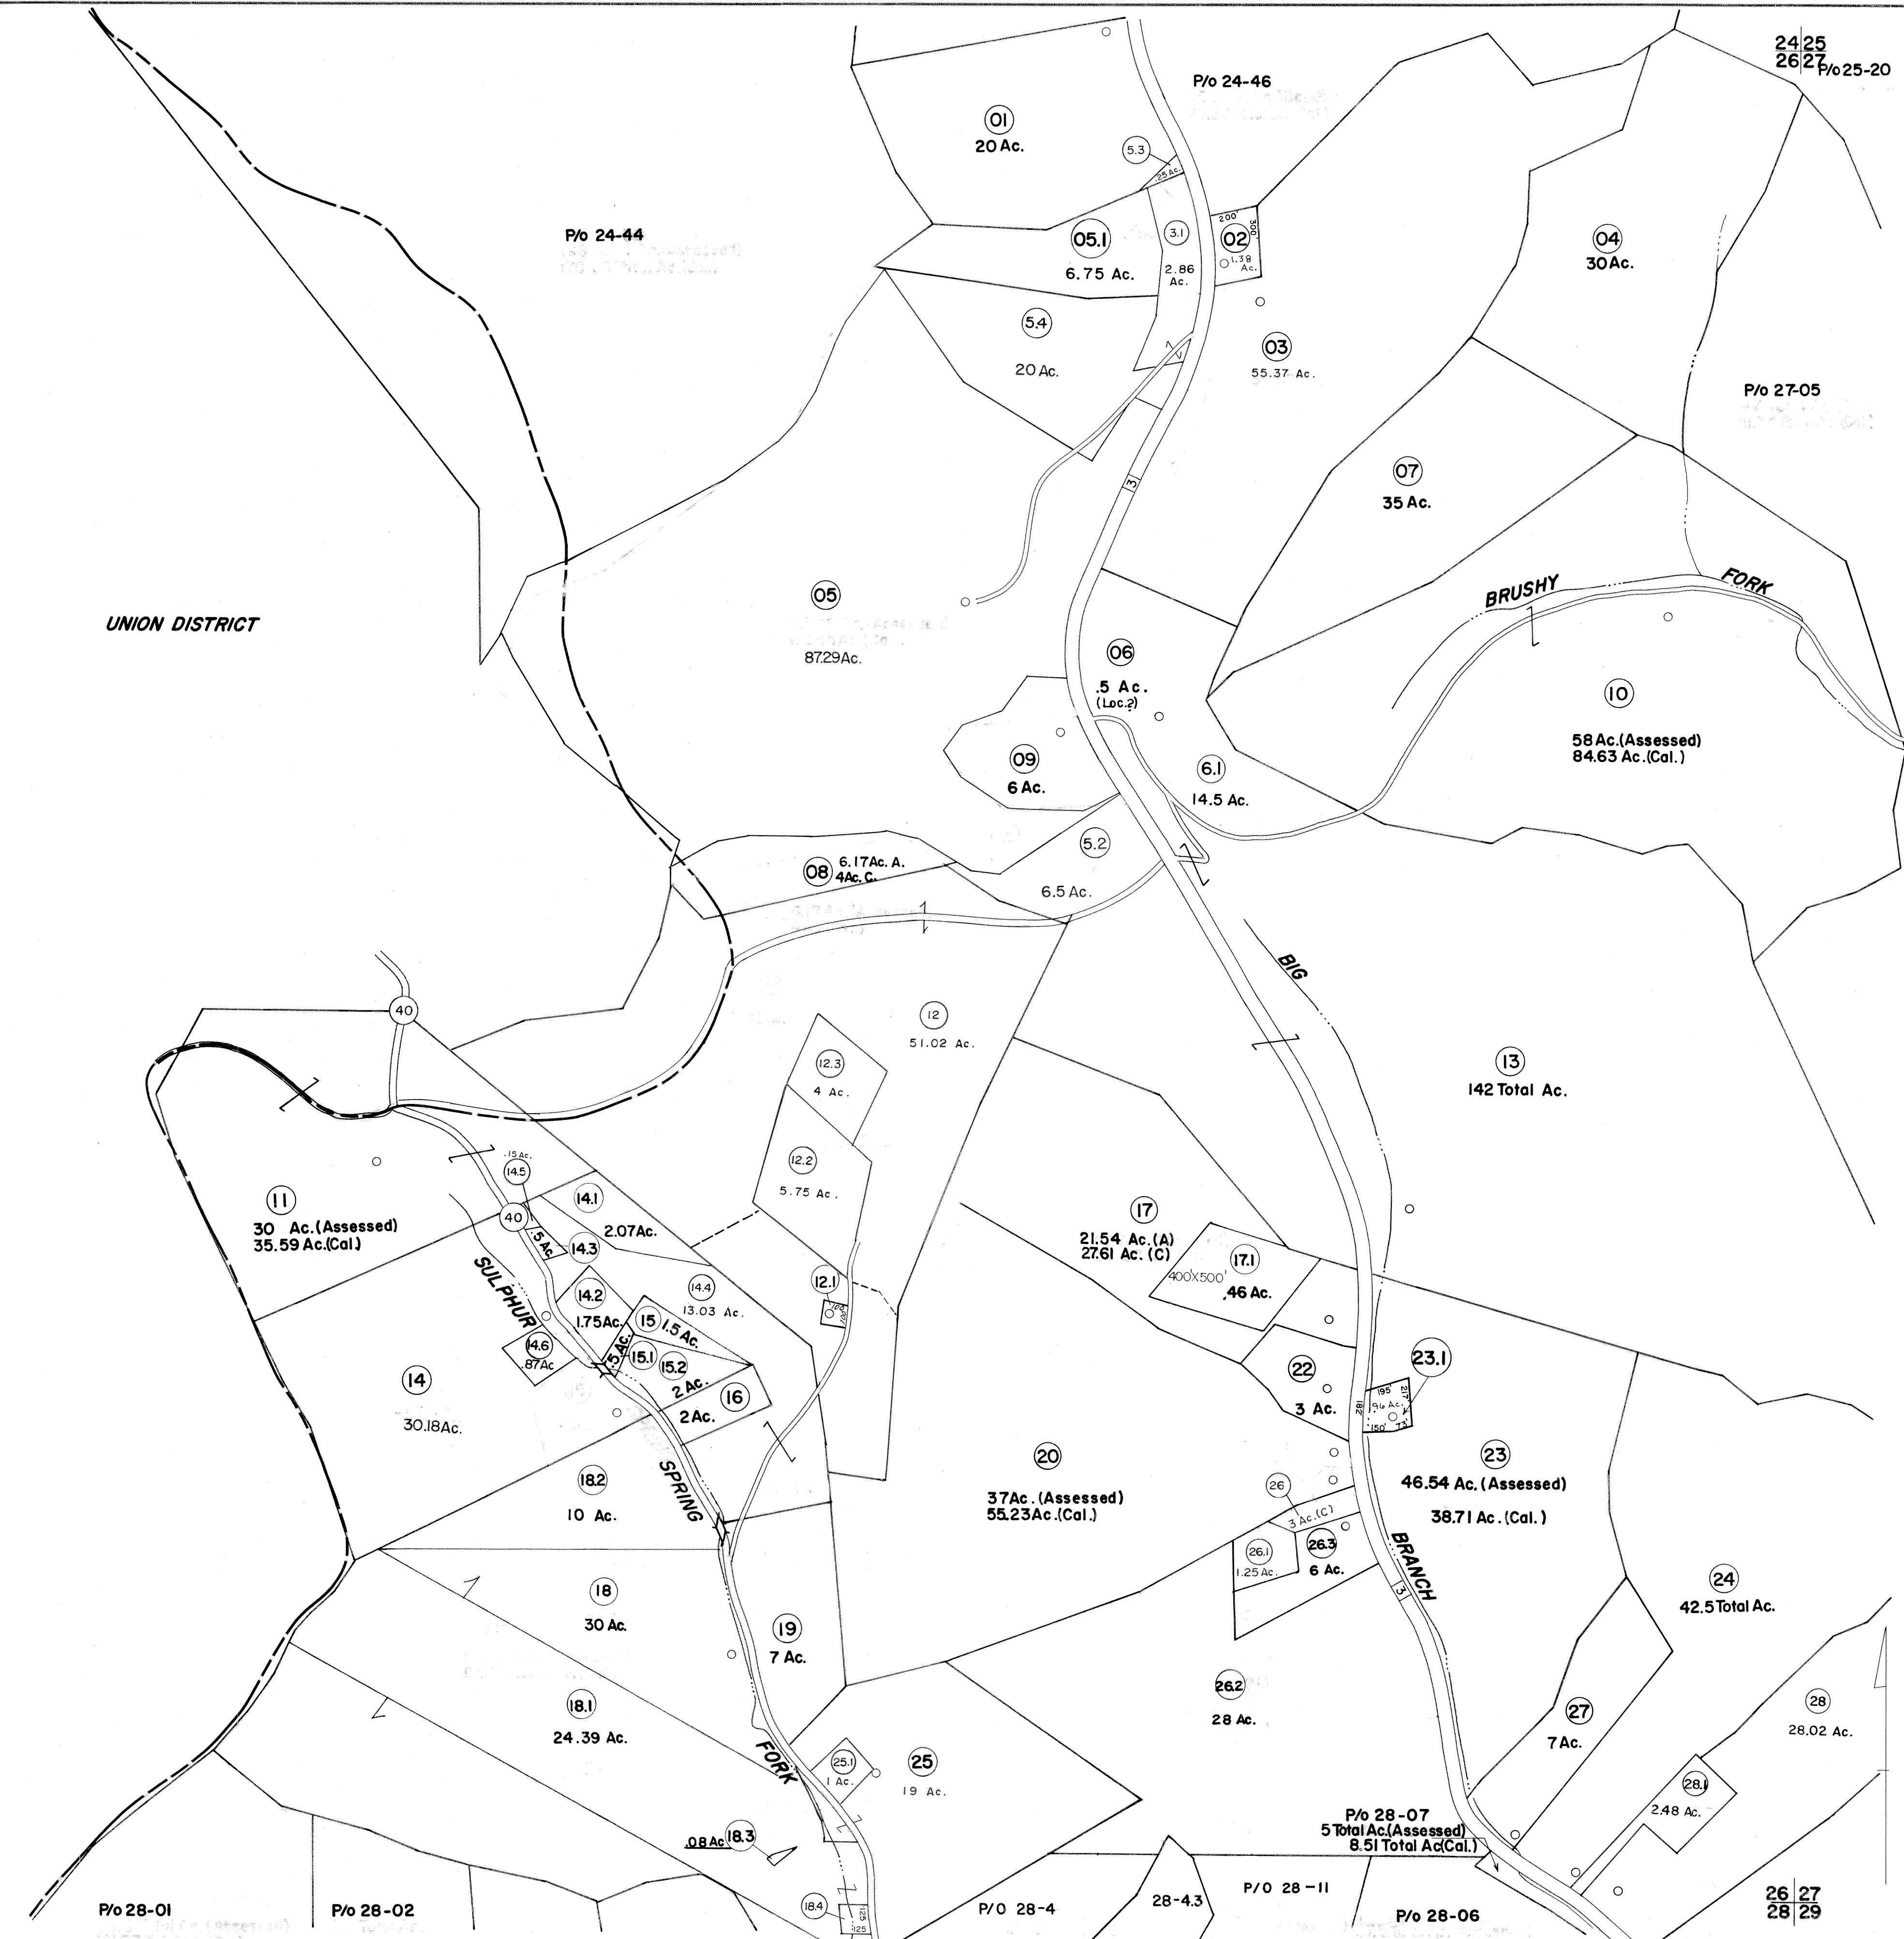 24 25
26 27
P/o 25-20
P/o 24-46
01
20 Ac.
5.3
.25 Ac.
P/o 24-44
05.1
6.75 Ac.
3.1
2.86
Ac.
200'
300'
02
1.38
Ac.
04
30 Ac.
5.4
20 Ac.
03
55.37 Ac.
P/o 27-05
07
35 Ac.
3
05
87.29 Ac.
UNION DISTRICT
BRUSHY FORK
06
.5 Ac.
(Loc.?)
10
58 Ac.(Assessed)
84.63 Ac.(Cal.)
09
6 Ac.
6.1
14.5 Ac.
5.2
6.5 Ac.
08
6.17 Ac. A.
4 Ac. C.
BIG
40
12
51.02 Ac.
12.3
4 Ac.
13
142 Total Ac.
12.2
5.75 Ac.
.15 Ac.
14.5
11
30 Ac.(Assessed)
35.59 Ac.(Cal.)
40
14.1
2.07 Ac.
.5 Ac.
14.3
17
21.54 Ac.(A)
27.61 Ac. (C)
17.1
400'X500'
.46 Ac.
SULPHUR
14.2
1.75 Ac.
14.4
13.03 Ac.
12.1
15
1.5 Ac.
.5 Ac.
15.1
15.2
2 Ac.
14.6
.87 Ac
14
30.18 Ac.
16
2 Ac.
22
3 Ac.
23.1
195'
217'
.96 Ac.
182'
150'
73'
SPRING
18.2
10 Ac.
20
37 Ac. (Assessed)
55.23 Ac.(Cal.)
23
46.54 Ac. (Assessed)
38.71 Ac. (Cal.)
26
3 Ac.(C)
26.1
1.25 Ac.
26.3
6 Ac.
BRANCH
3
24
42.5 Total Ac.
18
30 Ac.
19
7 Ac.
18.1
24.39 Ac.
26.2
28 Ac.
27
7 Ac.
28
28.02 Ac.
FORK
25.1
1 Ac.
25
19 Ac.
28.1
2.48 Ac.
P/o 28-07
5 Total Ac.(Assessed)
8.51 Total Ac(Cal.)
.08 Ac
18.3
P/o 28-01
P/o 28-02
18.4
125
125
P/O 28-4
28-4.3
P/O 28-11
P/o 28-06
26 27
28 29